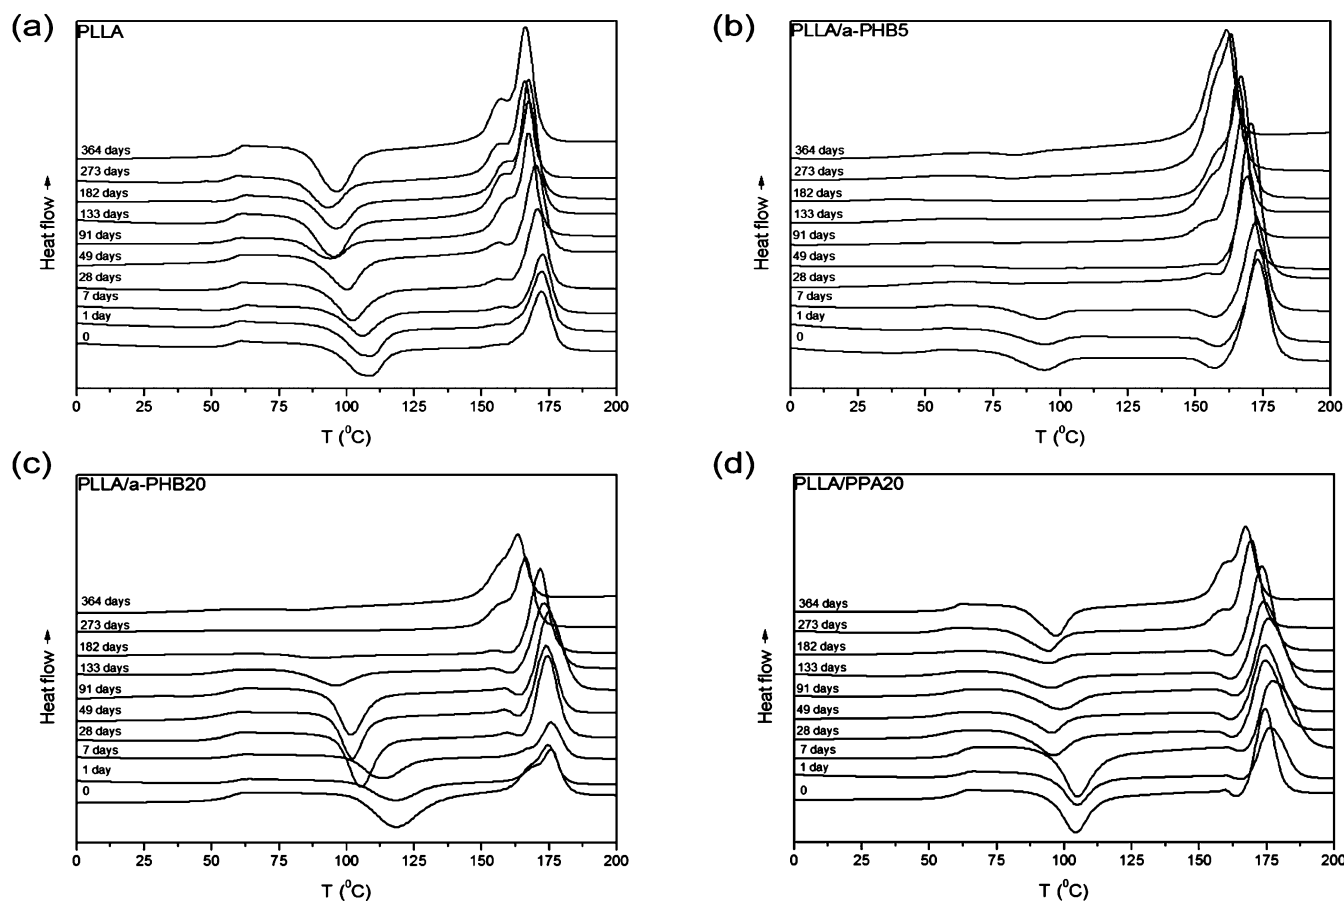 (a)
PLLA
364 days
273 days
182 days
133 days
91 days
49 days
28 days
7 days
1 day
0
Heat flow →
0 25 50 75 100 125 150 175 200
T (⁰C)
(b)
PLLA/a-PHB5
364 days
273 days
182 days
133 days
91 days
49 days
28 days
7 days
1 day
0
Heat flow →
0 25 50 75 100 125 150 175 200
T (⁰C)
(c)
PLLA/a-PHB20
364 days
273 days
182 days
133 days
91 days
49 days
28 days
7 days
1 day
0
Heat flow →
0 25 50 75 100 125 150 175 200
T (⁰C)
(d)
PLLA/PPA20
364 days
273 days
182 days
133 days
91 days
49 days
28 days
7 days
1 day
0
Heat flow →
0 25 50 75 100 125 150 175 200
T (⁰C)